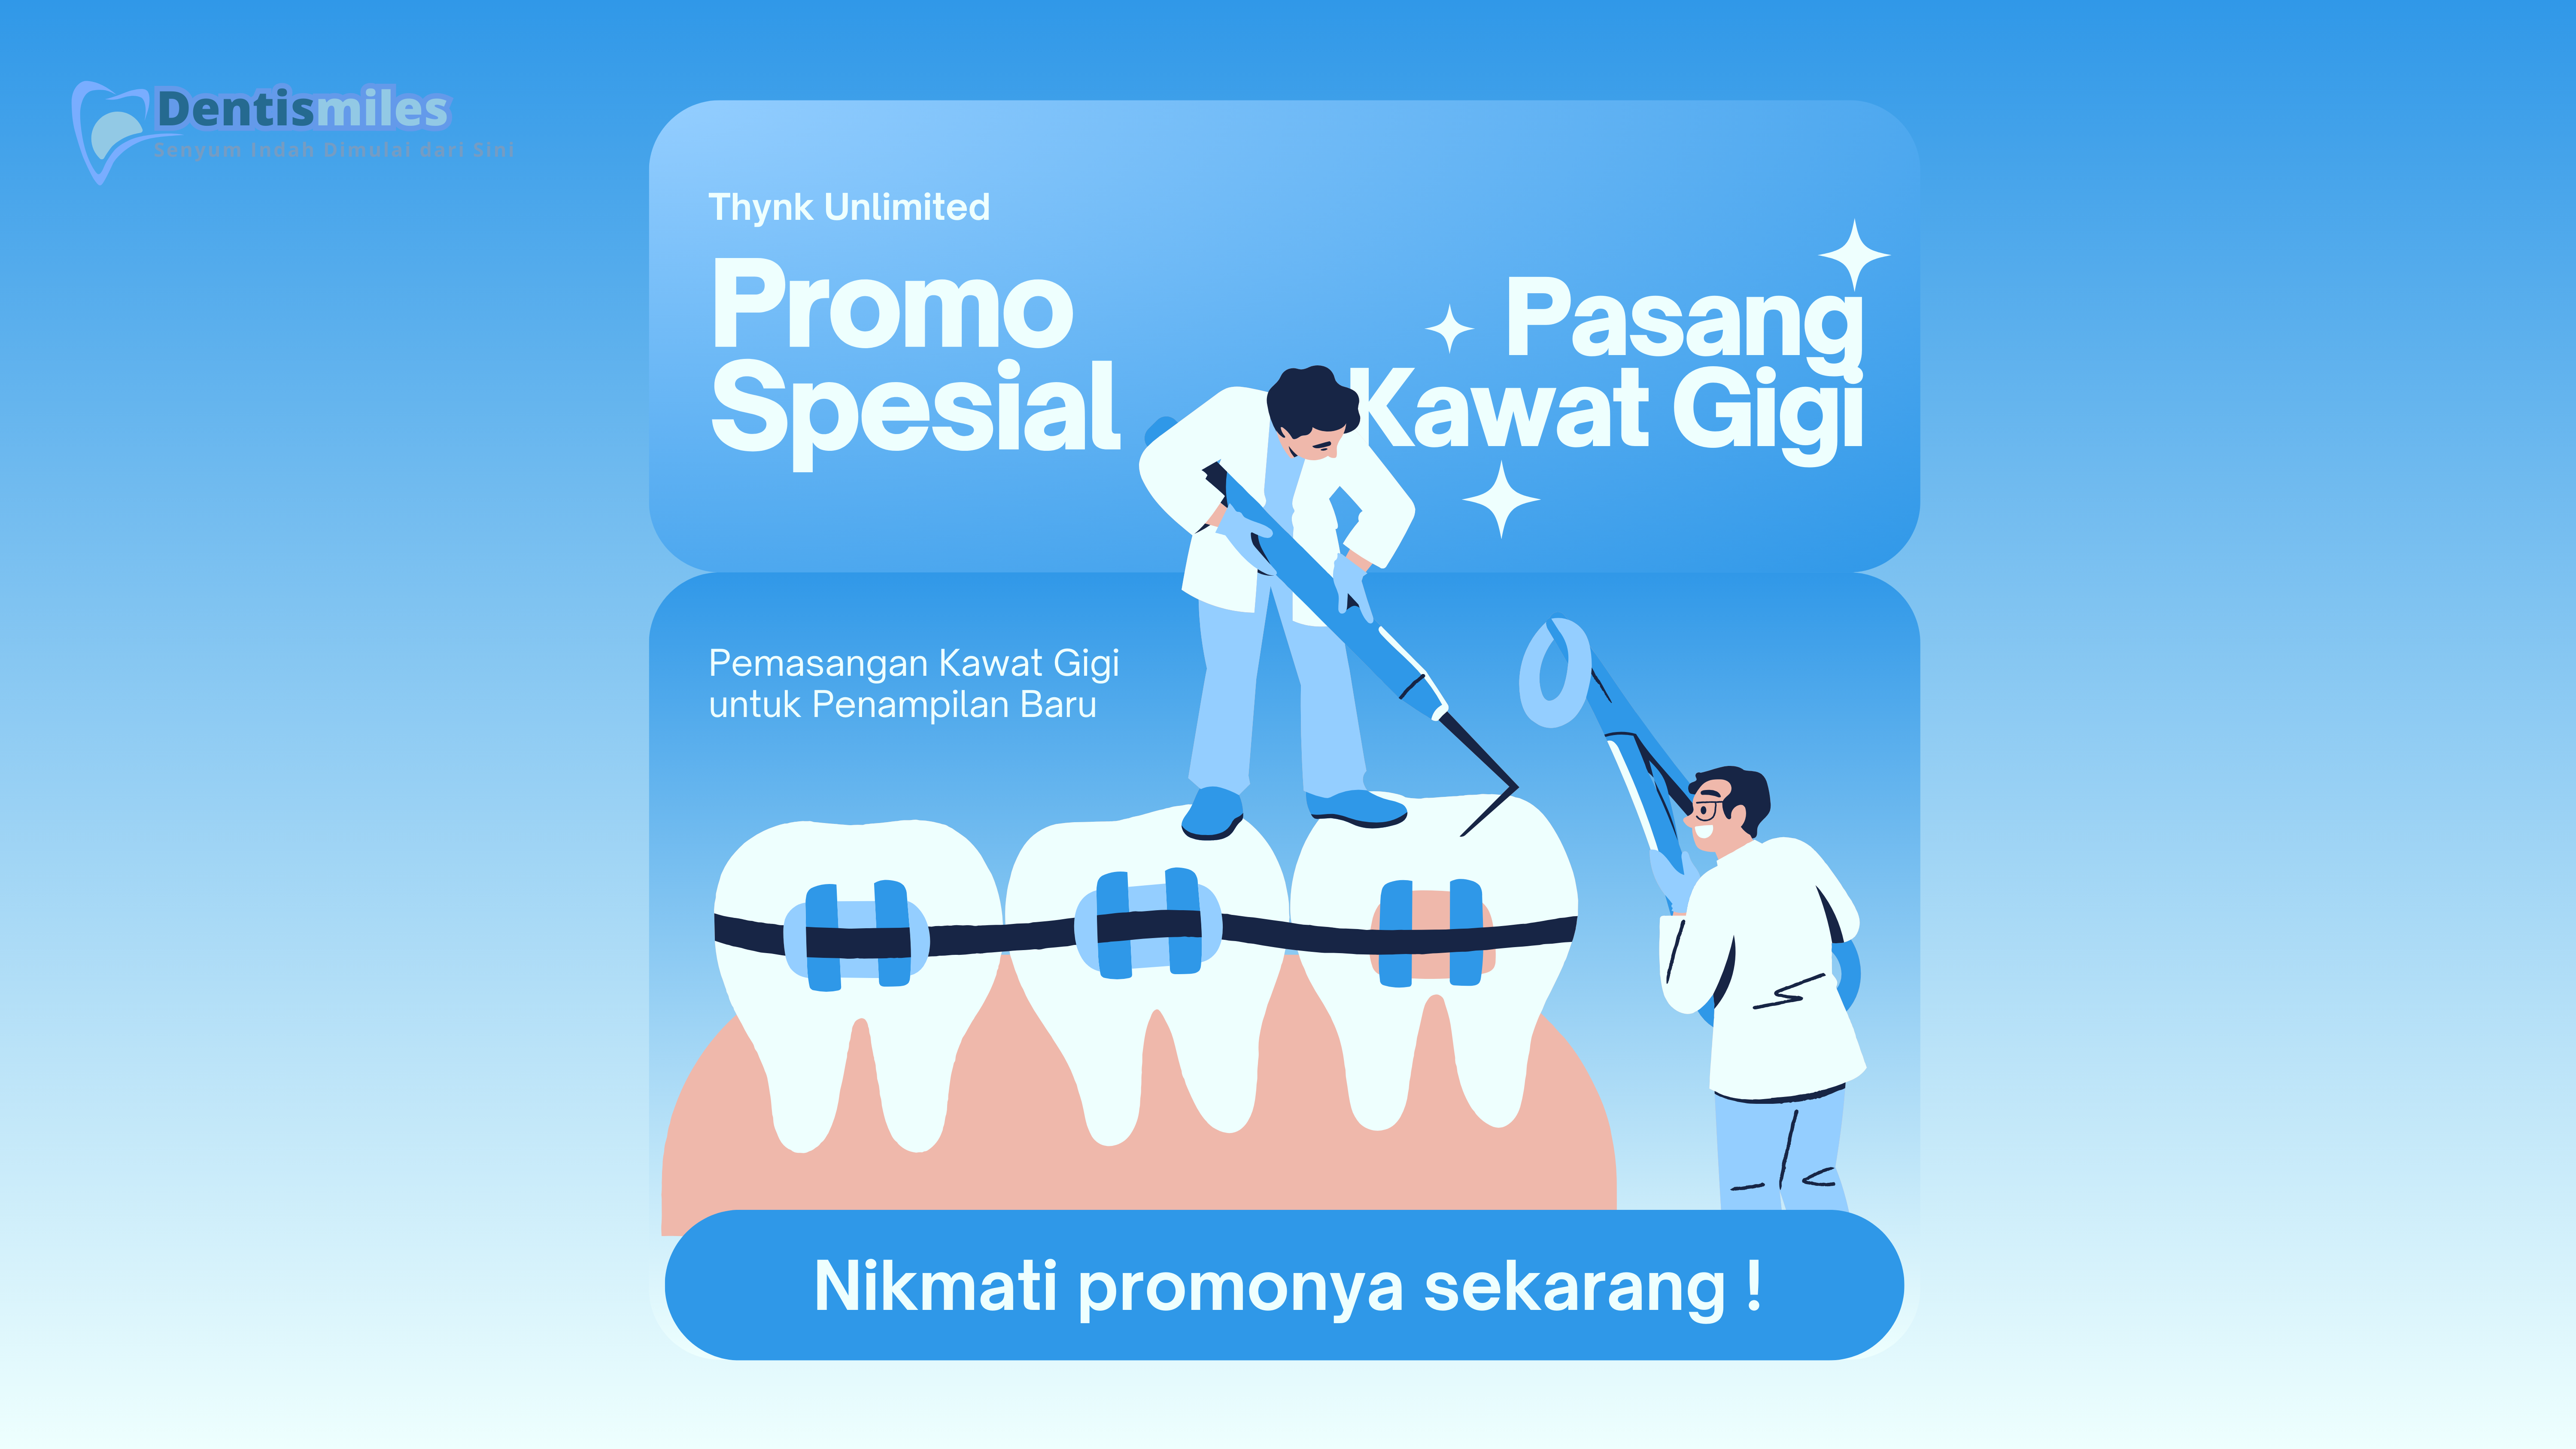 Dentismiles
Senyum Indah Dimulai dari Sini
Thynk Unlimited
Promo
Spesial
Pasang
Kawat Gigi
Pemasangan Kawat Gigi
untuk Penampilan Baru
Nikmati promonya sekarang !